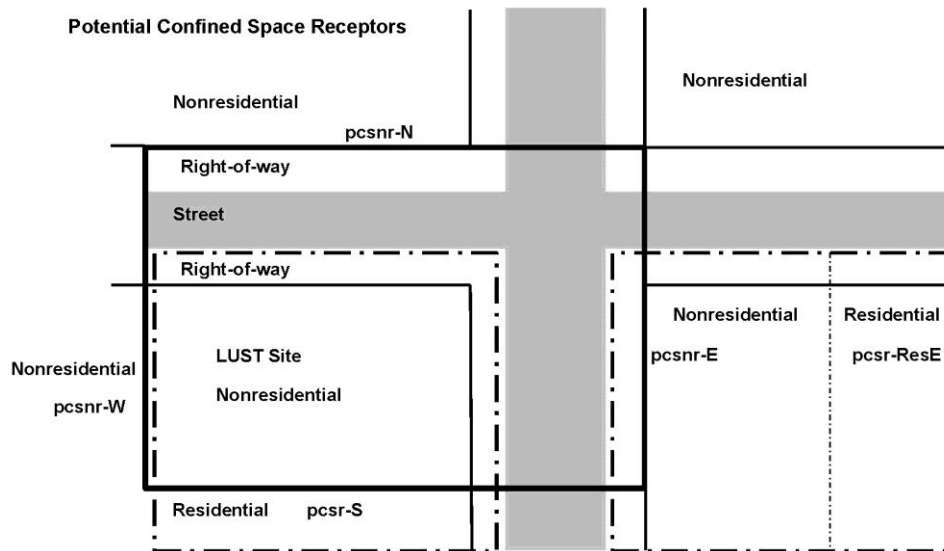 Potential Confined Space Receptors
Nonresidential
Nonresidential
pcsnr-N
Right-of-way
Street
Right-of-way
Nonresidential
Residential
LUST Site
Nonresidential
pcsnr-E
pcsr-ResE
Nonresidential
pcsnr-W
Residential
pcsr-S